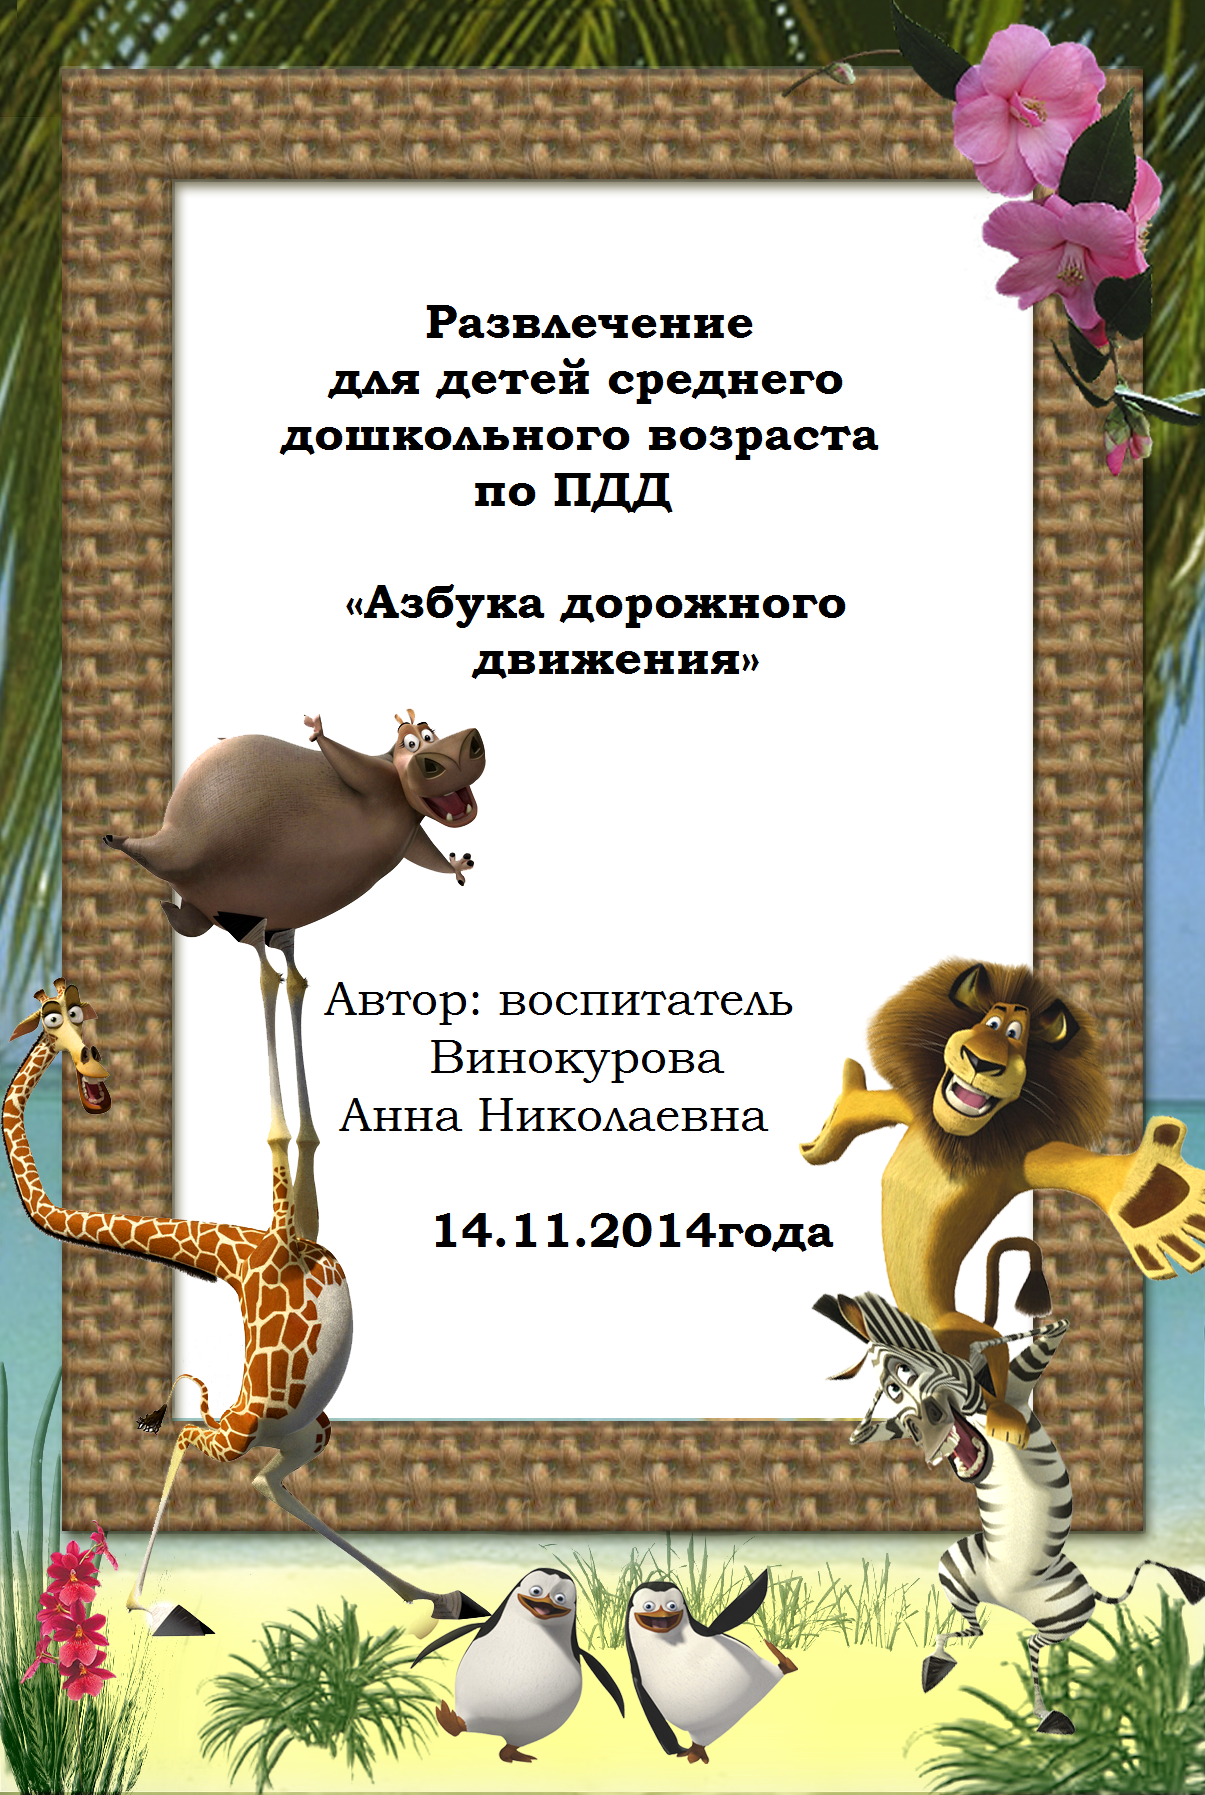 Развлечение
для детей среднего
дошкольного возраста
по ПДД
«Азбука дорожного
движения»
Автор: воспитатель
Винокурова
Анна Николаевна
14.11.2014года